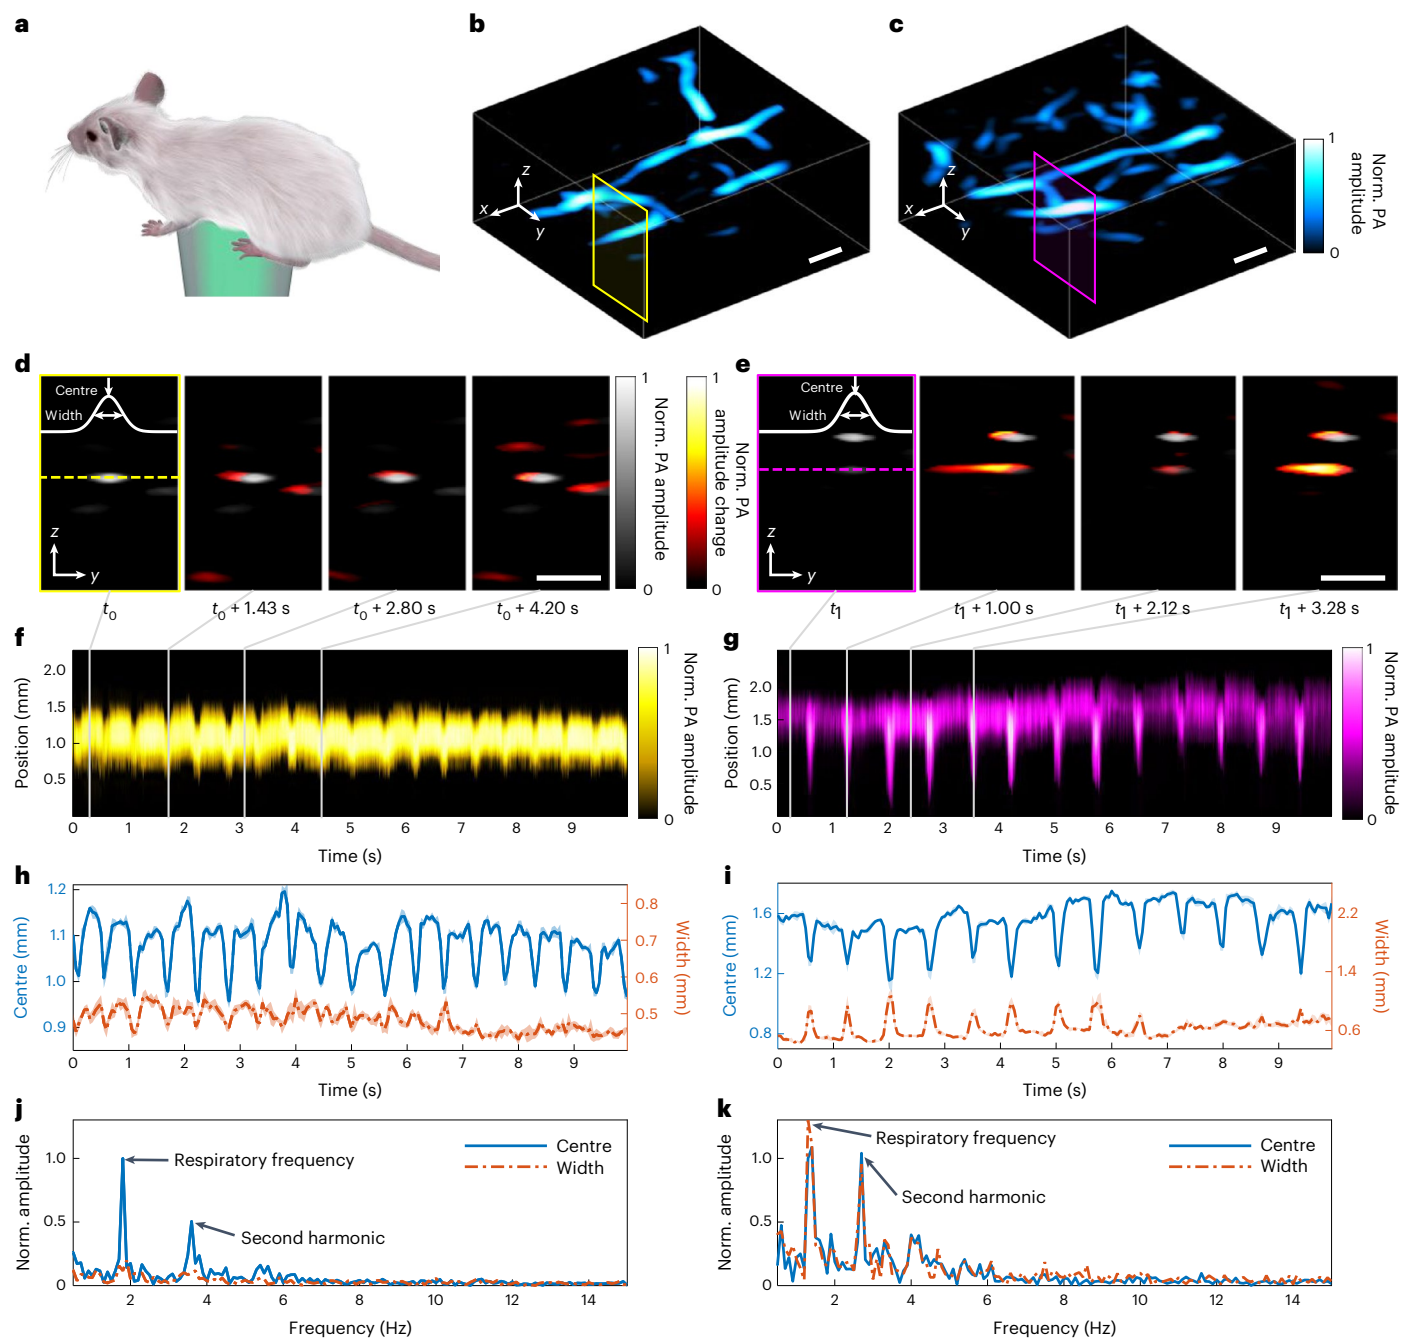 a
b
c
z
x
y
z
x
y
1
0
Norm. PA
amplitude
d
Centre
Width
z
y
1
0
Norm. PA amplitude
1
0
Norm. PA
amplitude change
e
Centre
Width
z
y
t0
t0 + 1.43 s
t0 + 2.80 s
t0 + 4.20 s
t1
t1 + 1.00 s
t1 + 2.12 s
t1 + 3.28 s
f
Position (mm)
2.0
1.5
1.0
0.5
0 1 2 3 4 5 6 7 8 9
Time (s)
1
0
Norm. PA amplitude
g
Position (mm)
2.0
1.5
1.0
0.5
0 1 2 3 4 5 6 7 8 9
Time (s)
1
0
Norm. PA amplitude
h
Centre (mm)
1.2
1.1
1.0
0.9
0.8
0.7
0.6
0.5
Width (mm)
0 1 2 3 4 5 6 7 8 9
Time (s)
i
Centre (mm)
1.6
1.2
0.8
2.2
1.4
0.6
Width (mm)
0 1 2 3 4 5 6 7 8 9
Time (s)
j
Norm. amplitude
1.0
0.5
0
Respiratory frequency
Second harmonic
Centre
Width
2 4 6 8 10 12 14
Frequency (Hz)
k
Norm. amplitude
1.0
0.5
0
Respiratory frequency
Second harmonic
Centre
Width
2 4 6 8 10 12 14
Frequency (Hz)